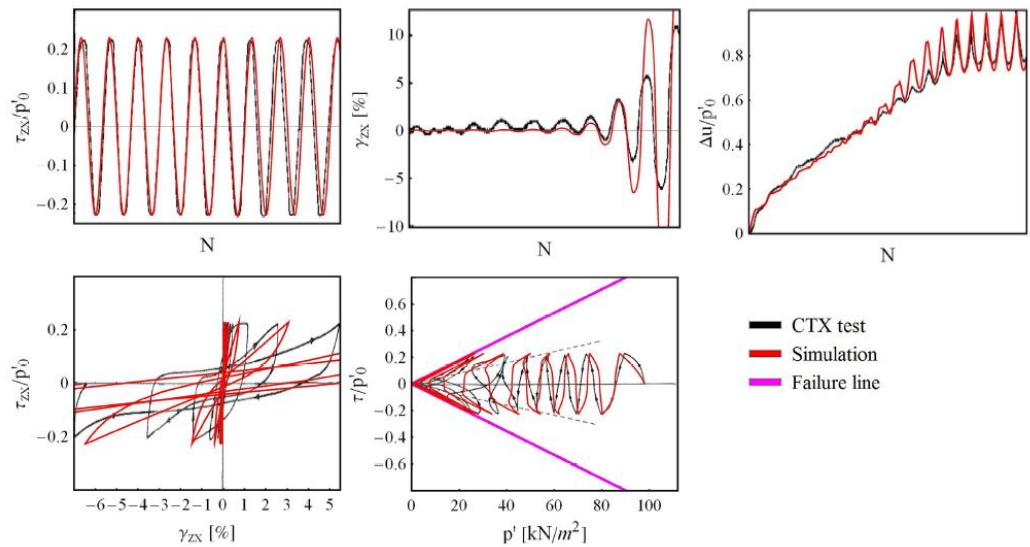 τZX/p'0
0.2
0.1
0
−0.1
−0.2
N
γZX [%]
10
5
0
−5
−10
N
Δu/p'0
1.0
0.8
0.6
0.4
0.2
0
N
τZX/p'0
0.2
0
−0.2
−6 −5 −4 −3 −2 −1 0 1 2 3 4 5
γZX [%]
τ/p'0
0.6
0.4
0.2
0
−0.2
−0.4
−0.6
0 20 40 60 80 100
p' [kN/m²]
CTX test
Simulation
Failure line